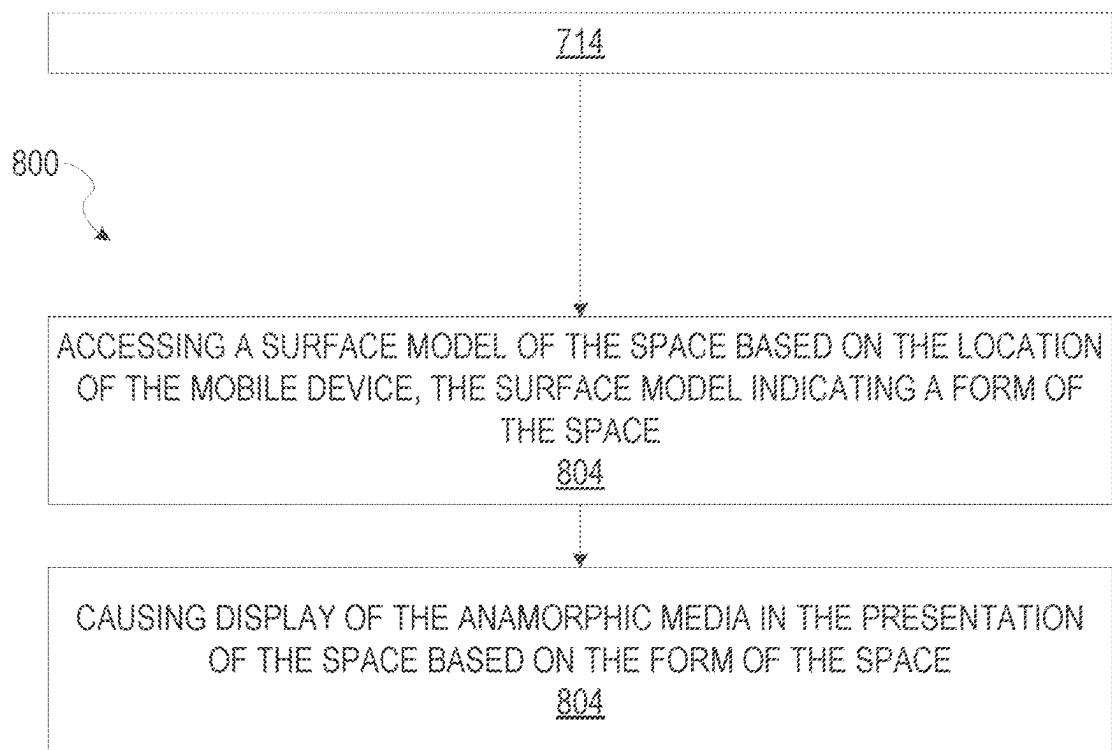 714
800
ACCESSING A SURFACE MODEL OF THE SPACE BASED ON THE LOCATION
OF THE MOBILE DEVICE, THE SURFACE MODEL INDICATING A FORM OF
THE SPACE
804
CAUSING DISPLAY OF THE ANAMORPHIC MEDIA IN THE PRESENTATION
OF THE SPACE BASED ON THE FORM OF THE SPACE
804